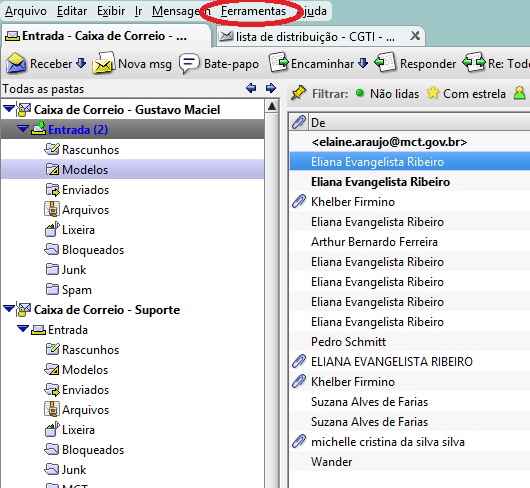 Arquivo Editar Exibir Ir Mensagem Ferramentas juda
Entrada - Caixa de Correio - ... lista de distribuição - CGTI - ...
Receber Nova msg Bate-papo Encaminhar Responder Re: Todo
Todas as pastas
Filtrar: Não lidas Com estrela
Caixa de Correio - Gustavo Maciel
Entrada (2)
Rascunhos
Modelos
Enviados
Arquivos
Lixeira
Bloqueados
Junk
Spam
Caixa de Correio - Suporte
Entrada
Rascunhos
Modelos
Enviados
Arquivos
Lixeira
Bloqueados
Junk
MCT
De
<elaine.araujo@mct.gov.br>
Eliana Evangelista Ribeiro
Eliana Evangelista Ribeiro
Khelber Firmino
Eliana Evangelista Ribeiro
Arthur Bernardo Ferreira
Eliana Evangelista Ribeiro
Eliana Evangelista Ribeiro
Eliana Evangelista Ribeiro
Eliana Evangelista Ribeiro
Pedro Schmitt
ELIANA EVANGELISTA RIBEIRO
Khelber Firmino
Suzana Alves de Farias
Suzana Alves de Farias
michelle cristina da silva silva
Wander